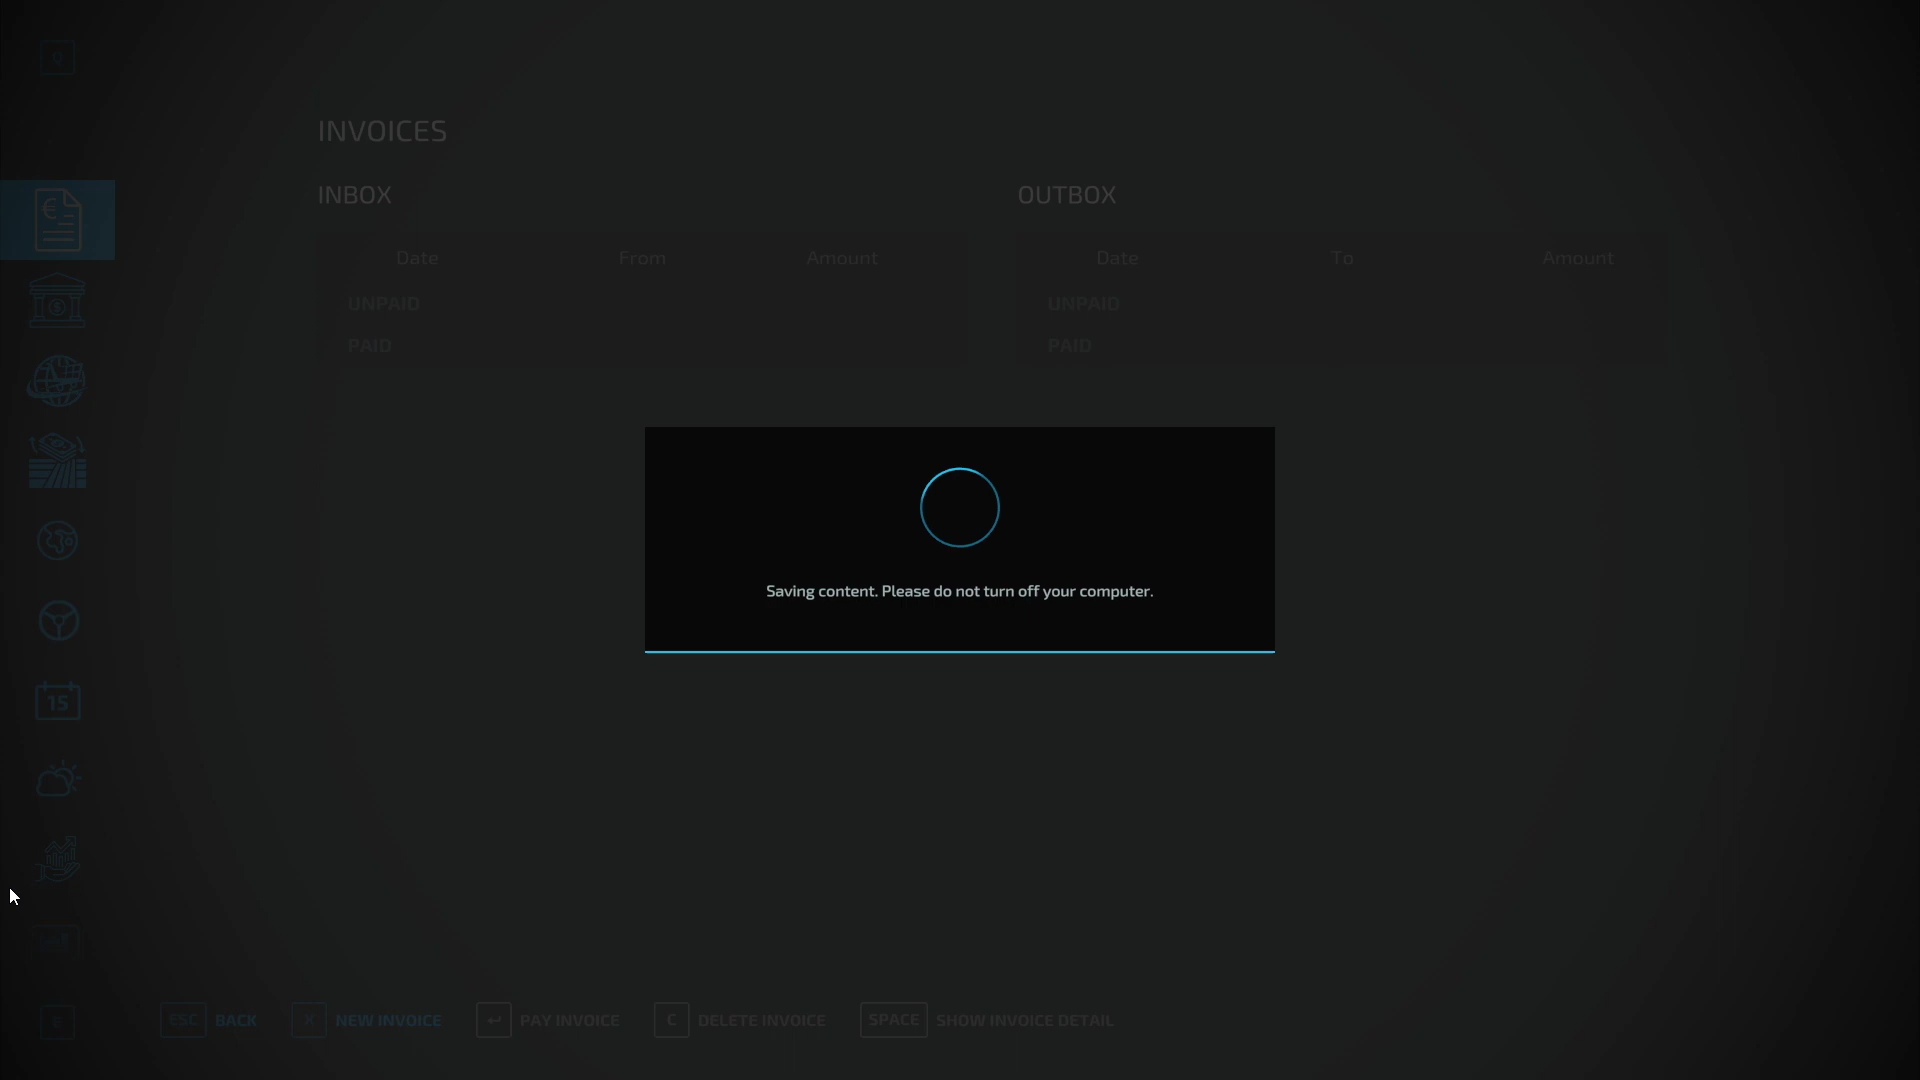 Q
INVOICES
INBOX
OUTBOX
Date From Amount
Date To Amount
UNPAID
UNPAID
PAID
PAID
Saving content. Please do not turn off your computer.
15
E
ESC BACK X NEW INVOICE ↵ PAY INVOICE C DELETE INVOICE SPACE SHOW INVOICE DETAIL